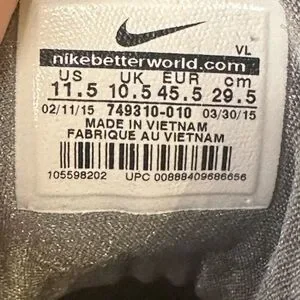 VL
nikebetterworld.com
US UK EUR cm
11.5 10.5 45.5 29.5
02/11/15 749310-010 03/30/15
MADE IN VIETNAM
FABRIQUE AU VIETNAM
105598202 UPC 00888409686656